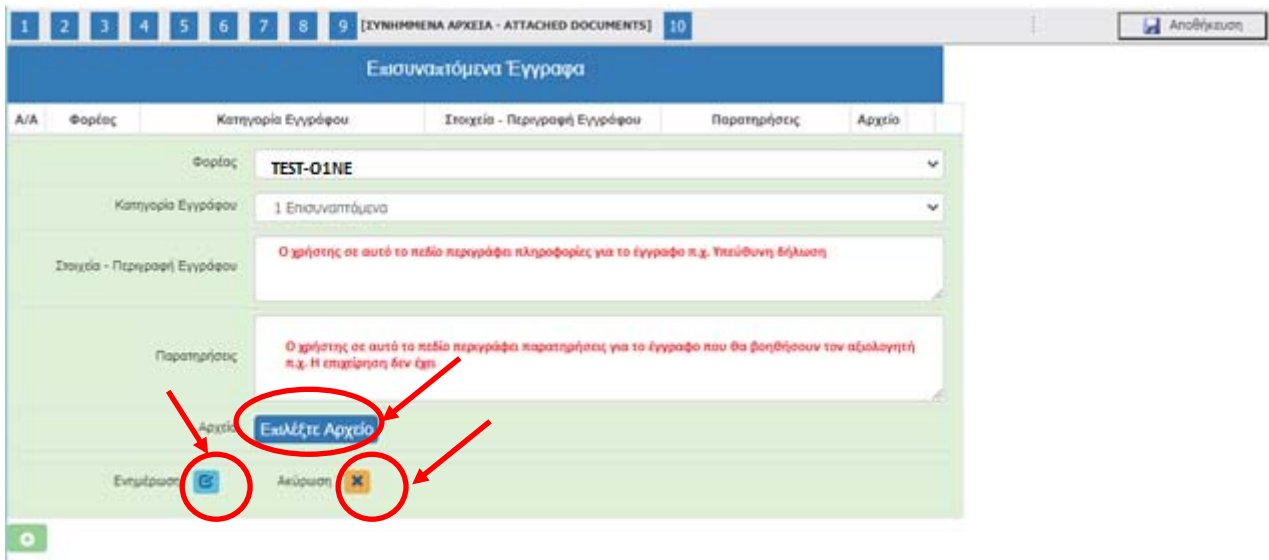 1 2 3 4 5 6 7 8 9 [ΣΥΝΗΜΜΕΝΑ ΑΡΧΕΙΑ - ATTACHED DOCUMENTS] 10 Αποθήκευση
Επισυναπτόμενα Έγγραφα
Α/Α Φορέας Κατηγορία Εγγράφου Στοιχεία - Περιγραφή Εγγράφου Παρατηρήσεις Αρχείο
Φορέας TEST-O1NE
Κατηγορία Εγγράφου 1 Επισυναπτόμενα
Ο χρήστης σε αυτό το πεδίο περιγράφει πληροφορίες για το έγγραφο π.χ. Υπεύθυνη δήλωση
Στοιχεία - Περιγραφή Εγγράφου
Ο χρήστης σε αυτό το πεδίο περιγράφει παρατηρήσεις για το έγγραφο που θα βοηθήσουν τον αξιολογητή
Παρατηρήσεις π.χ. Η επιχείρηση δεν έχει
Αρχείο Επιλέξτε Αρχείο
Ενημέρωση Ακύρωση